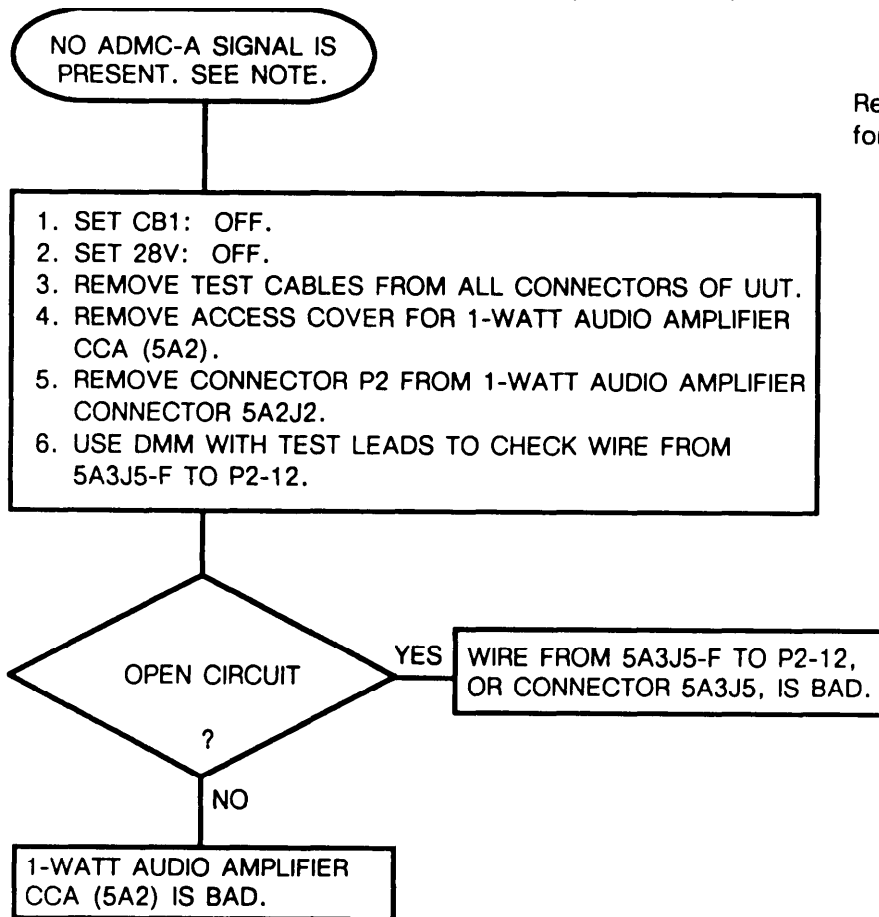 NO ADMC-A SIGNAL IS
PRESENT. SEE NOTE.
Re
for
1. SET CB1: OFF.
2. SET 28V: OFF.
3. REMOVE TEST CABLES FROM ALL CONNECTORS OF UUT.
4. REMOVE ACCESS COVER FOR 1-WATT AUDIO AMPLIFIER
CCA (5A2).
5. REMOVE CONNECTOR P2 FROM 1-WATT AUDIO AMPLIFIER
CONNECTOR 5A2J2.
6. USE DMM WITH TEST LEADS TO CHECK WIRE FROM
5A3J5-F TO P2-12.
OPEN CIRCUIT
?
YES
WIRE FROM 5A3J5-F TO P2-12,
OR CONNECTOR 5A3J5, IS BAD.
NO
1-WATT AUDIO AMPLIFIER
CCA (5A2) IS BAD.